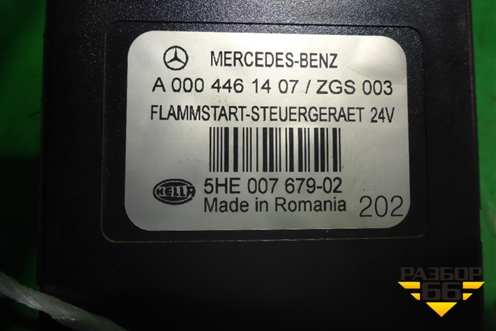 MERCEDES-BENZ
A 000 446 14 07 / ZGS 003
FLAMMSTART-STEUERGERAET 24V
HELLA
5HE 007 679-02
Made in Romania
202
РАЗБОР
66